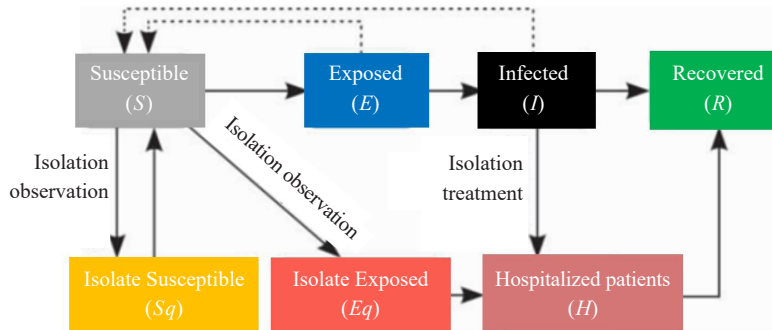 Susceptible
(S)
Exposed
(E)
Infected
(I)
Recovered
(R)
Isolation
observation
Isolation observation
Isolation
treatment
Isolate Susceptible
(Sq)
Isolate Exposed
(Eq)
Hospitalized patients
(H)